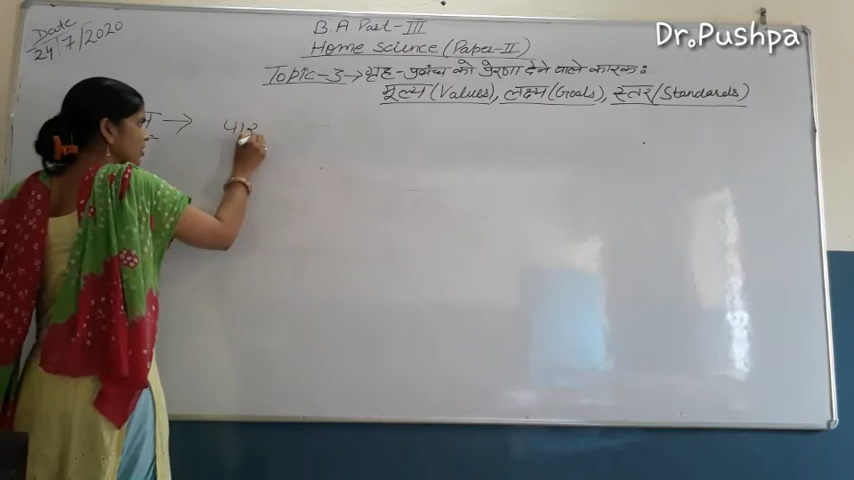 Date
24/7/2020
B.A Part-III
Home Science (Paper-II)
Topic-3→ गृह-प्रबंध को प्रेरणा देने वाले कारक:
मूल्य (Values), लक्ष्य (Goals), स्तर (Standards)
→ पार
Dr.Pushpa